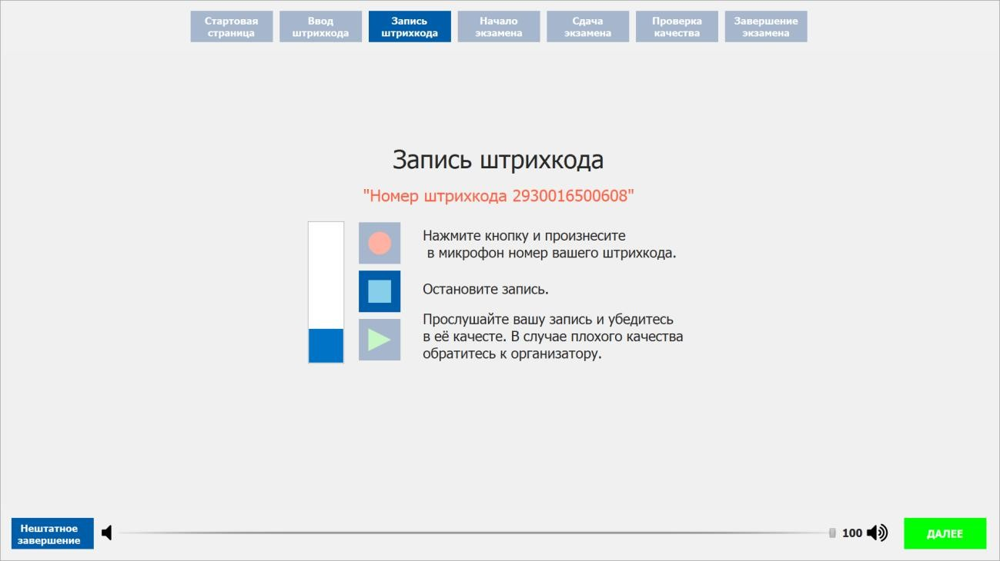 Стартовая
страница
Ввод
штрихкода
Запись
штрихкода
Начало
экзамена
Сдача
экзамена
Проверка
качества
Завершение
экзамена
Запись штрихкода
"Номер штрихкода 2930016500608"
Нажмите кнопку и произнесите
в микрофон номер вашего штрихкода.
Остановите запись.
Прослушайте вашу запись и убедитесь
в её качесте. В случае плохого качества
обратитесь к организатору.
Нештатное
завершение
100
ДАЛЕЕ